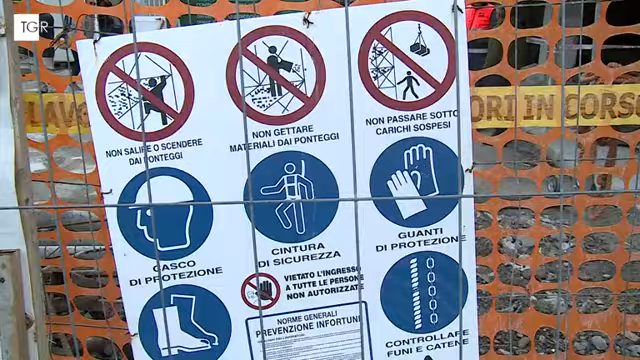 TGR
LAVO
ORI IN CORSO
NON SALIRE O SCENDERE
DAI PONTEGGI
NON GETTARE
MATERIALI DAI PONTEGGI
NON PASSARE SOTTO
CARICHI SOSPESI
CASCO
DI PROTEZIONE
CINTURA
DI SICUREZZA
GUANTI
DI PROTEZIONE
VIETATO L'INGRESSO
A TUTTE LE PERSONE
NON AUTORIZZATE
NORME GENERALI
PREVENZIONE INFORTUNI
CONTROLLARE
FUNI E CATENE